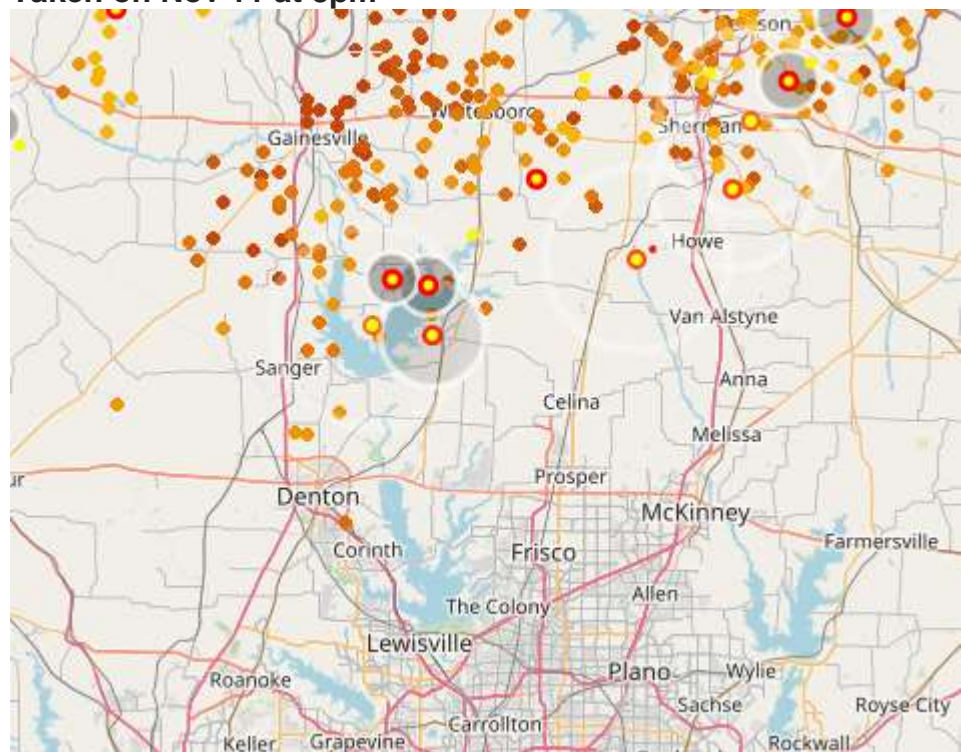 Gainesville
Sherman
Howe
Van Alstyne
Sanger
Anna
Celina
Melissa
Prosper
Denton
McKinney
Corinth
Frisco
Farmersville
The Colony
Allen
Lewisville
Roanoke
Plano
Wylie
Sachse
Royse City
Carrollton
Keller
Grapevine
Rockwall